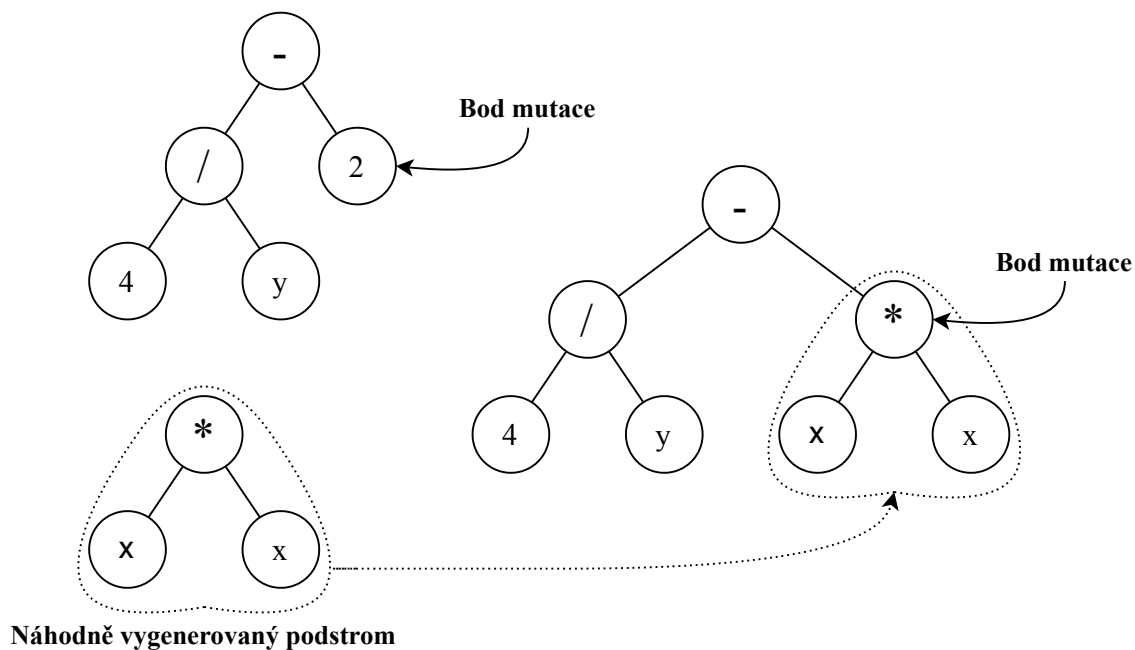 -
Bod mutace
/
2
4
y
-
Bod mutace
/
*
4
y
x
x
*
x
x
Náhodně vygenerovaný podstrom